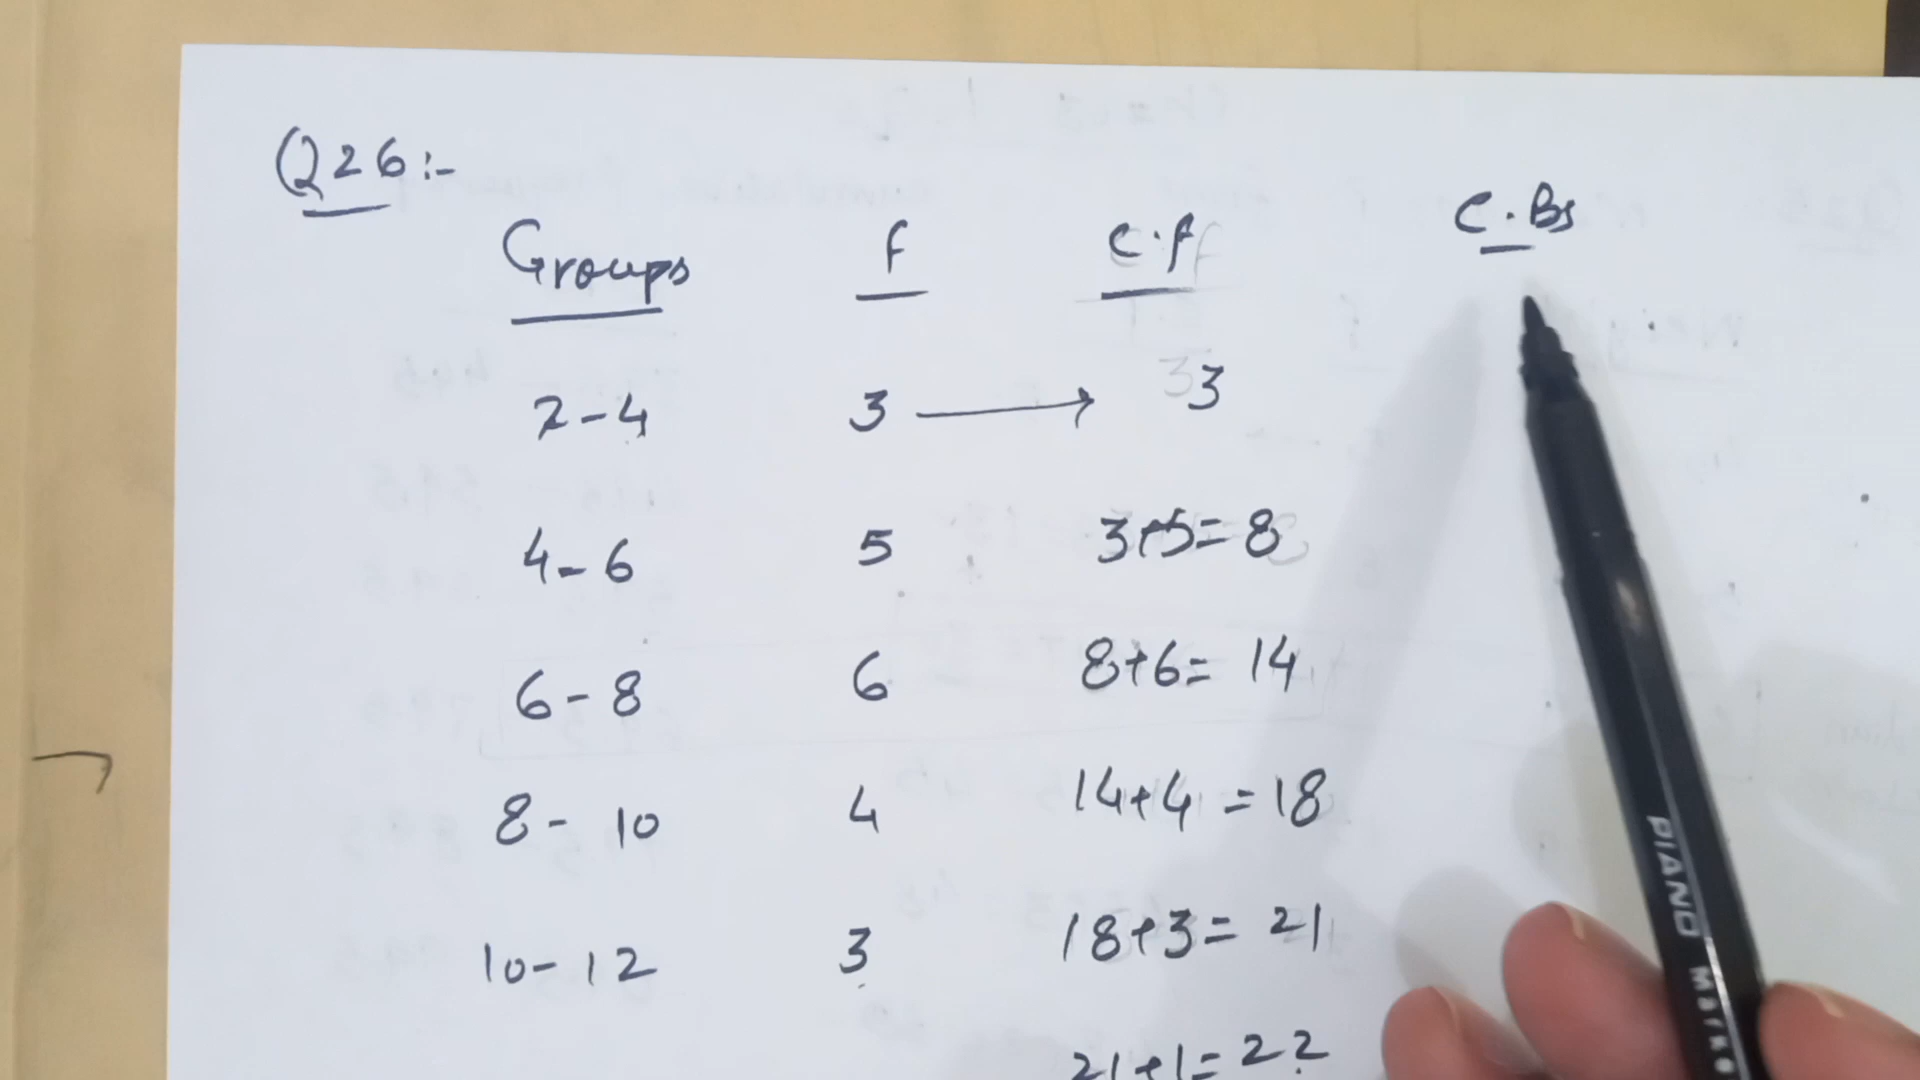 Q26:-
Groups f c.f C.Bs
2-4 3 → 3
4-6 5 3+5=8
6-8 6 8+6=14
8-10 4 14+4=18
10-12 3 18+3=21
21+1=22
PIANO Marke